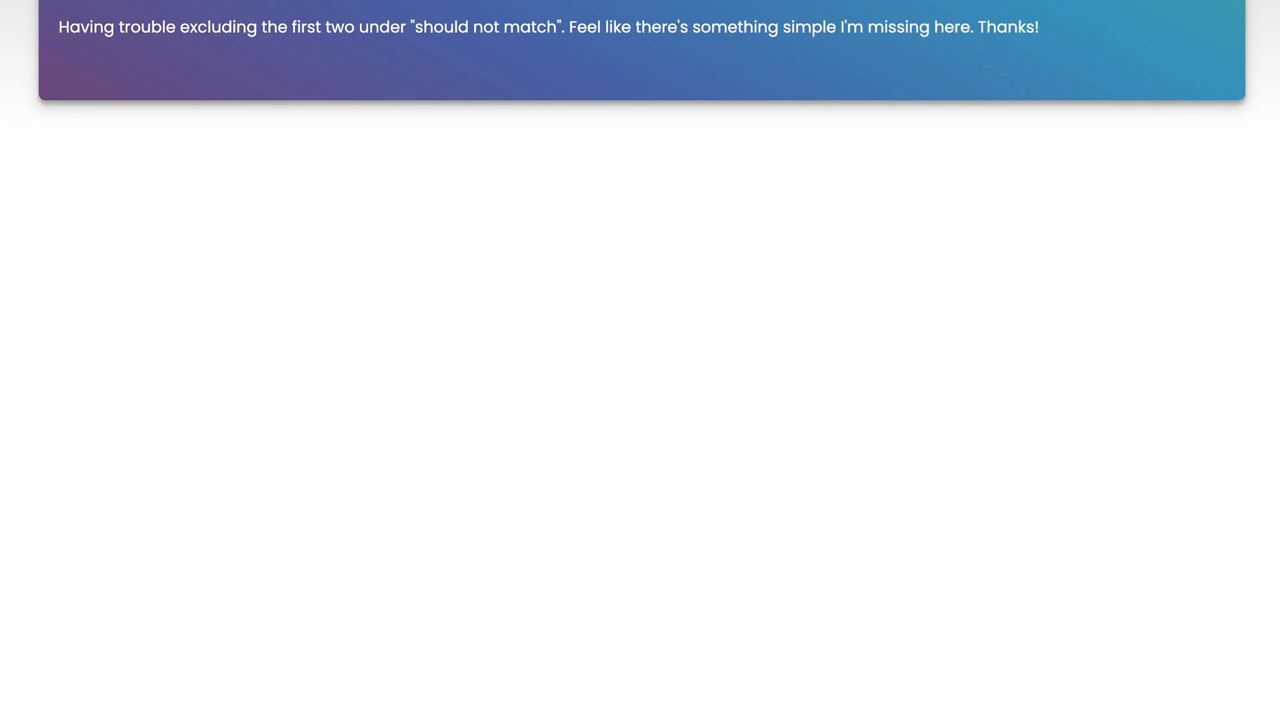 Having trouble excluding the first two under "should not match". Feel like there's something simple I'm missing here. Thanks!